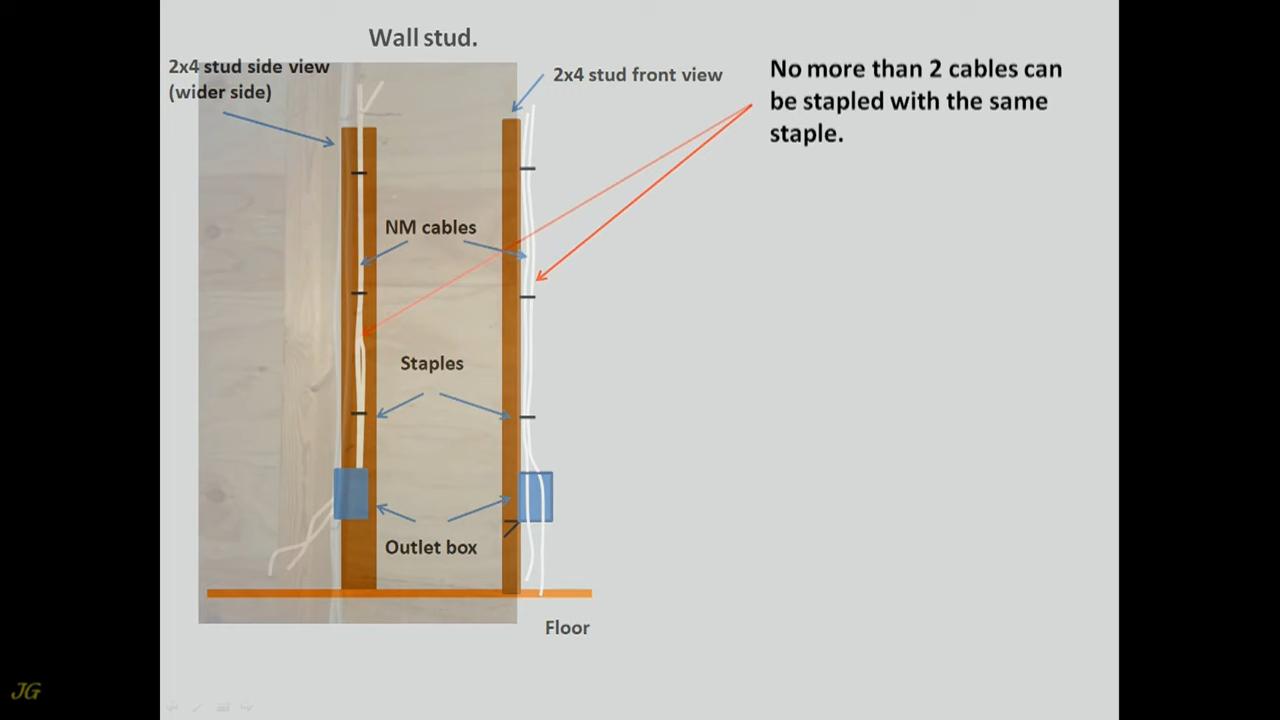 Wall stud.
2x4 stud side view
(wider side)
2x4 stud front view
No more than 2 cables can
be stapled with the same
staple.
NM cables
Staples
Outlet box
Floor
JG